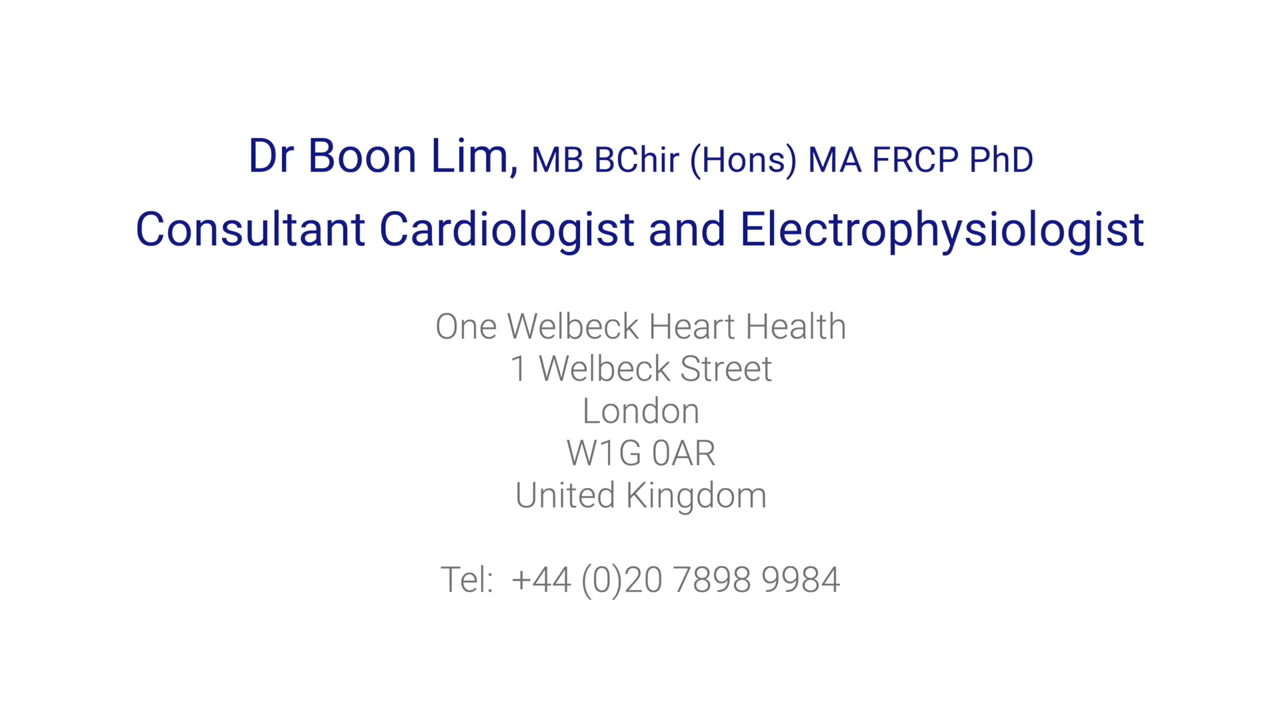 Dr Boon Lim, MB BChir (Hons) MA FRCP PhD
Consultant Cardiologist and Electrophysiologist
One Welbeck Heart Health
1 Welbeck Street
London
W1G 0AR
United Kingdom
Tel: +44 (0)20 7898 9984